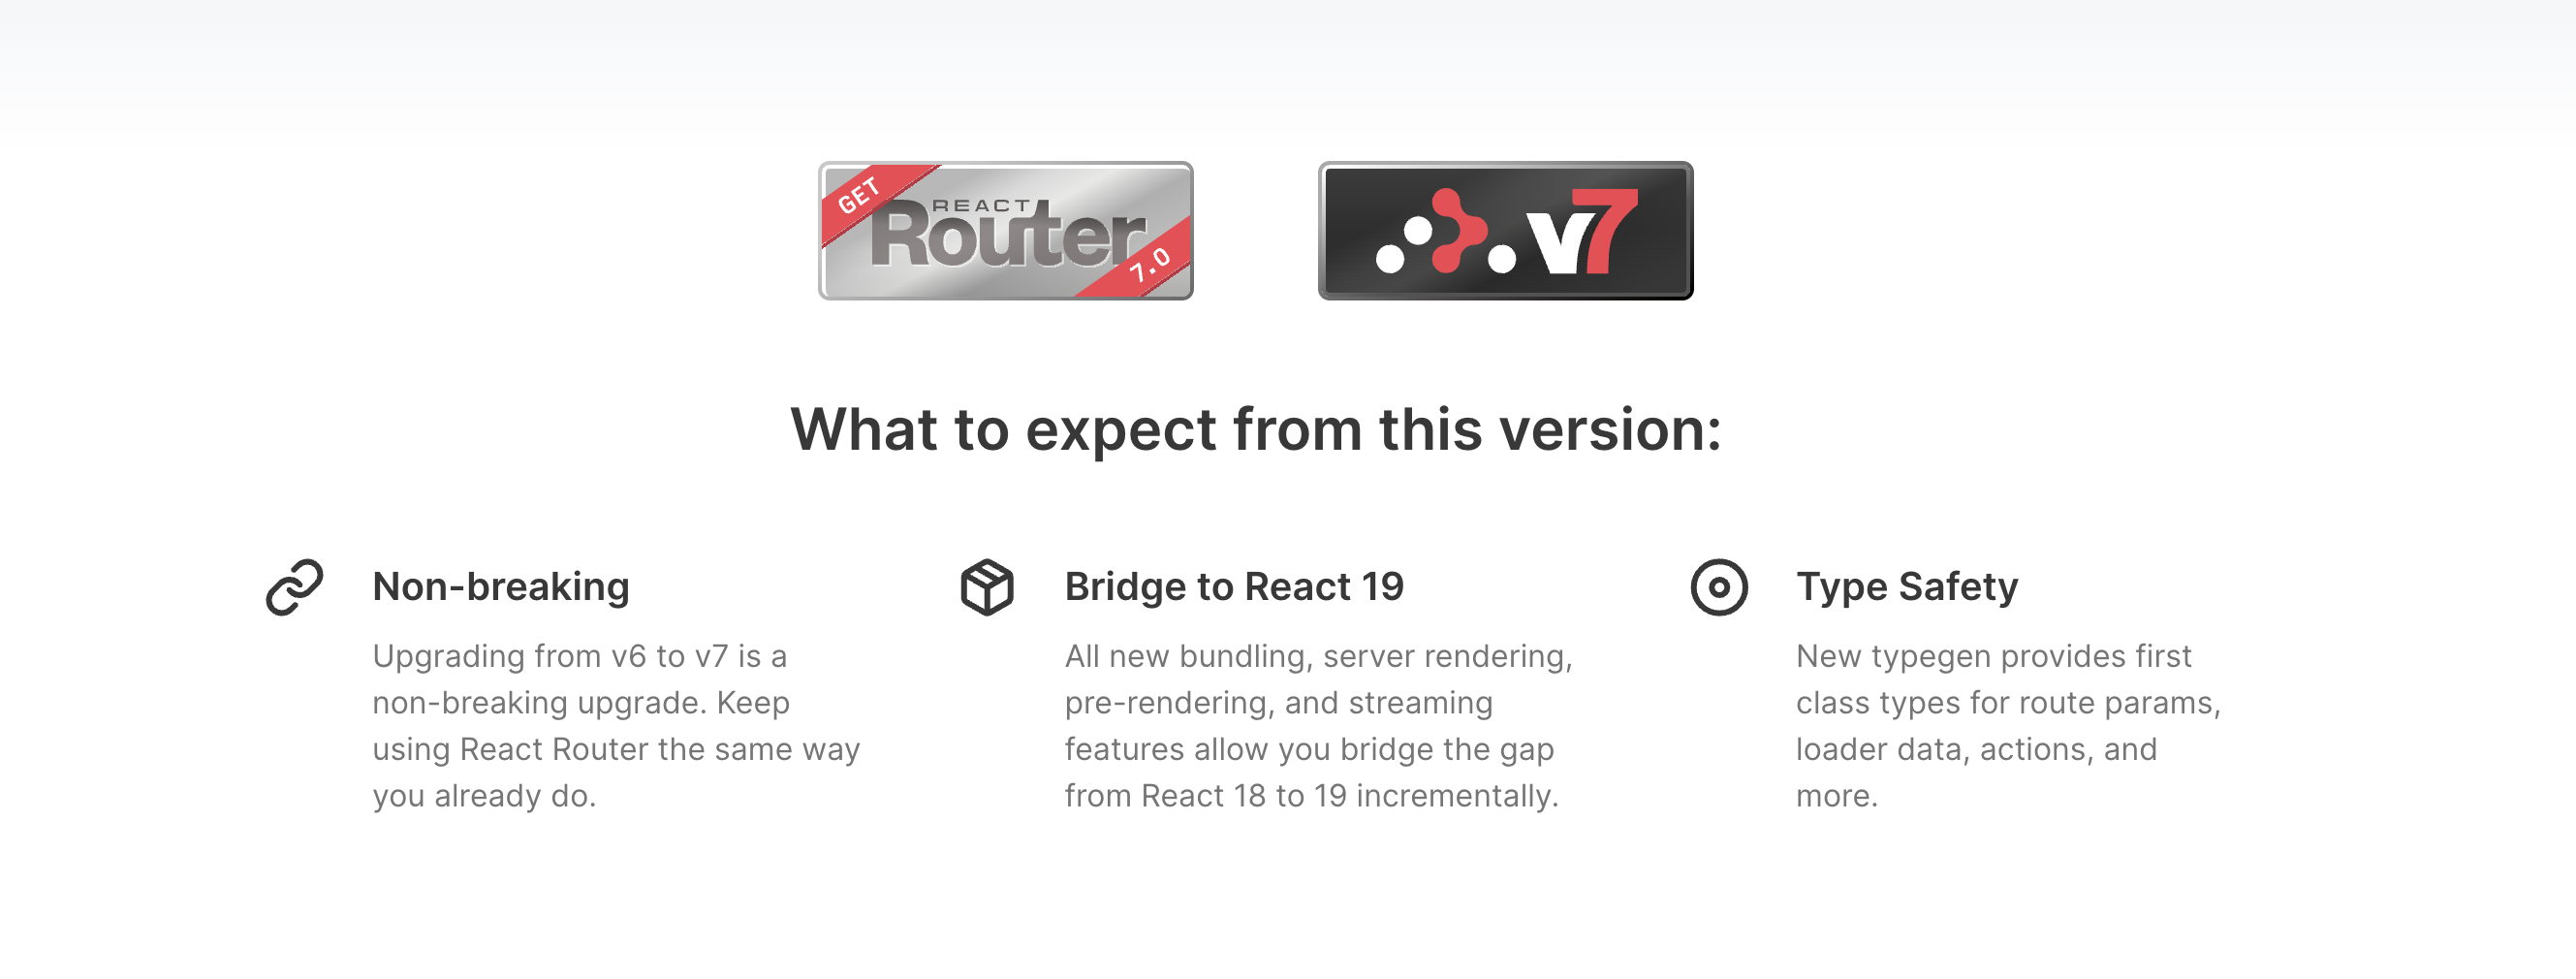 GET
REACT
Router
7.0
v7
What to expect from this version:
Non-breaking
Upgrading from v6 to v7 is a
non-breaking upgrade. Keep
using React Router the same way
you already do.
Bridge to React 19
All new bundling, server rendering,
pre-rendering, and streaming
features allow you bridge the gap
from React 18 to 19 incrementally.
Type Safety
New typegen provides first
class types for route params,
loader data, actions, and
more.